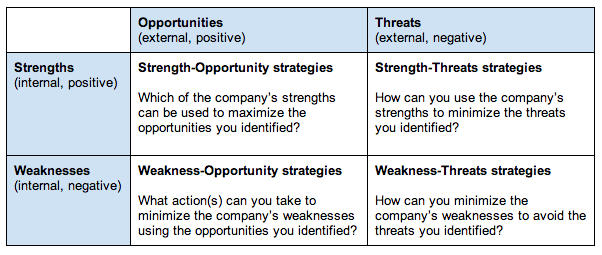 Opportunities
(external, positive)
Threats
(external, negative)
Strengths
(internal, positive)
Strength-Opportunity strategies
Which of the company’s strengths
can be used to maximize the
opportunities you identified?
Strength-Threats strategies
How can you use the company’s
strengths to minimize the threats
you identified?
Weaknesses
(internal, negative)
Weakness-Opportunity strategies
What action(s) can you take to
minimize the company’s weaknesses
using the opportunities you identified?
Weakness-Threats strategies
How can you minimize the
company’s weaknesses to avoid the
threats you identified?